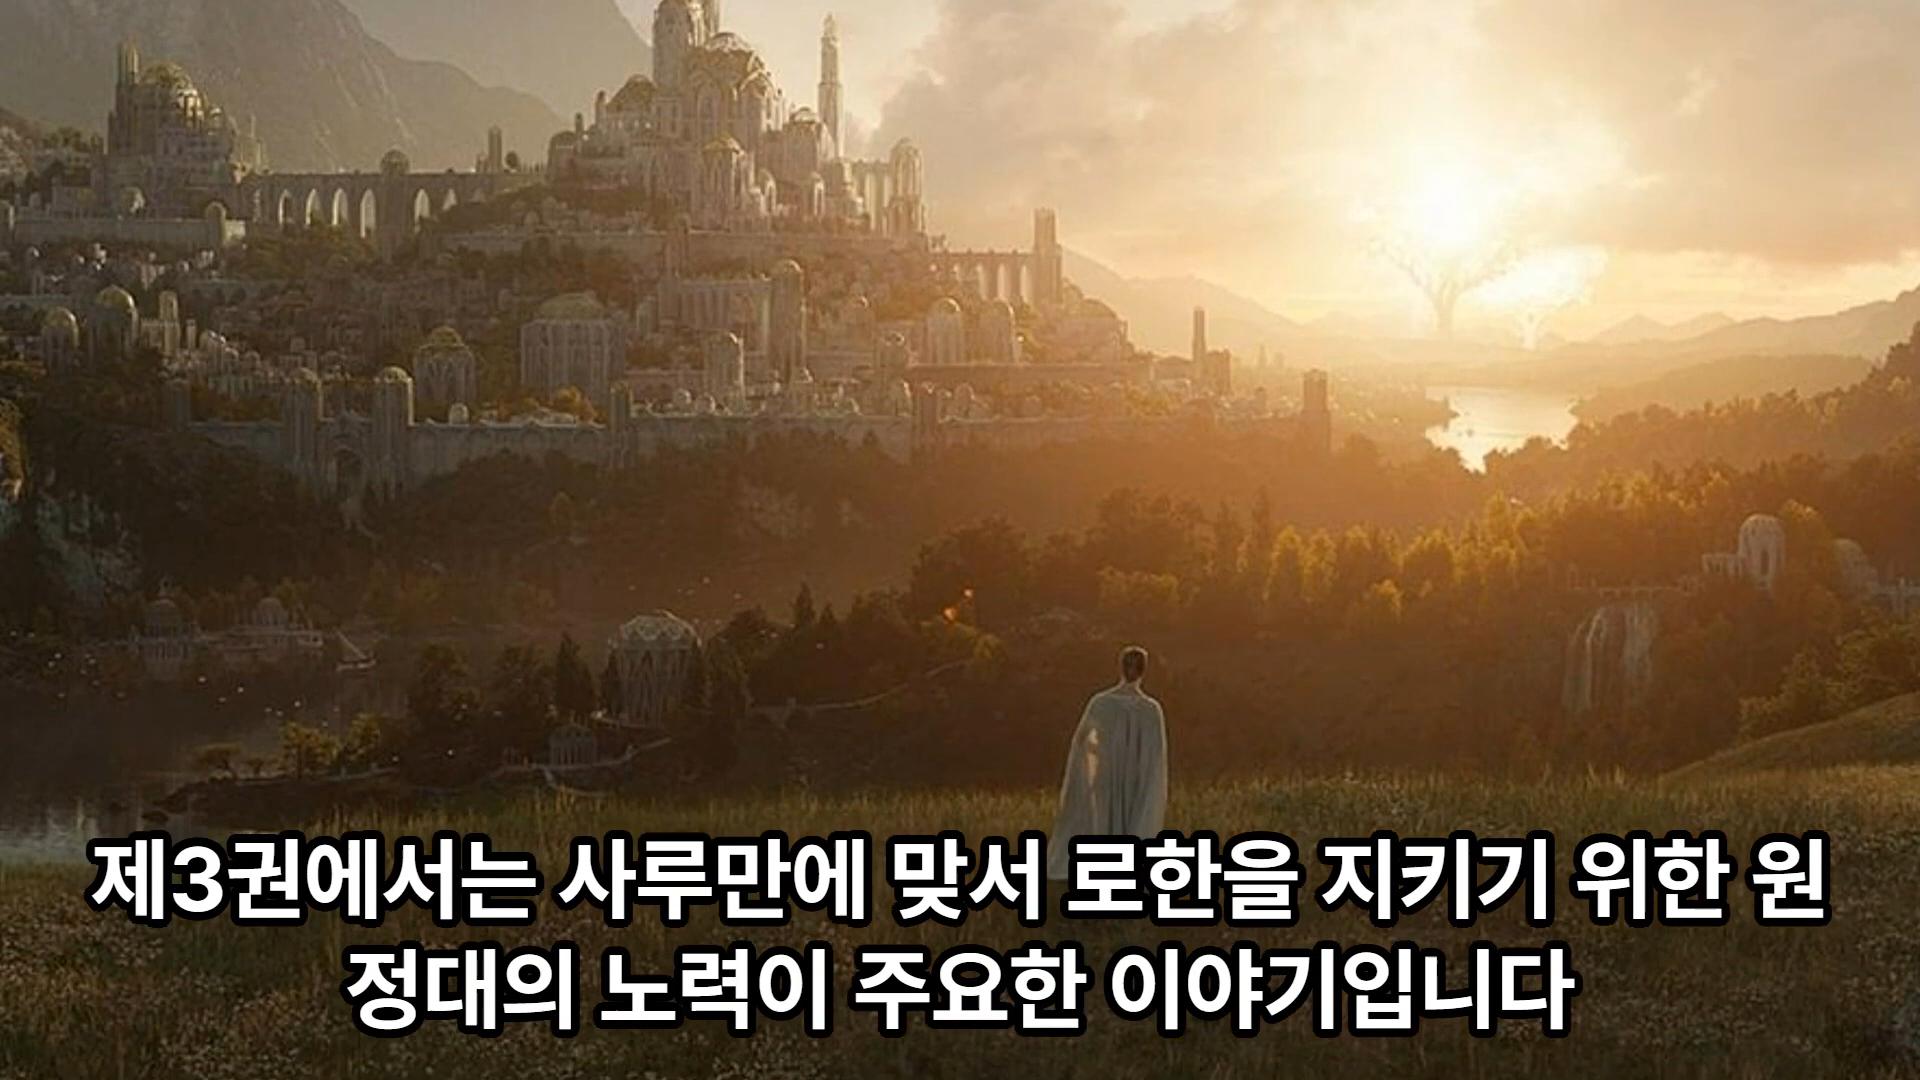 제3권에서는 사루만에 맞서 로한을 지키기 위한 원
정대의 노력이 주요한 이야기입니다